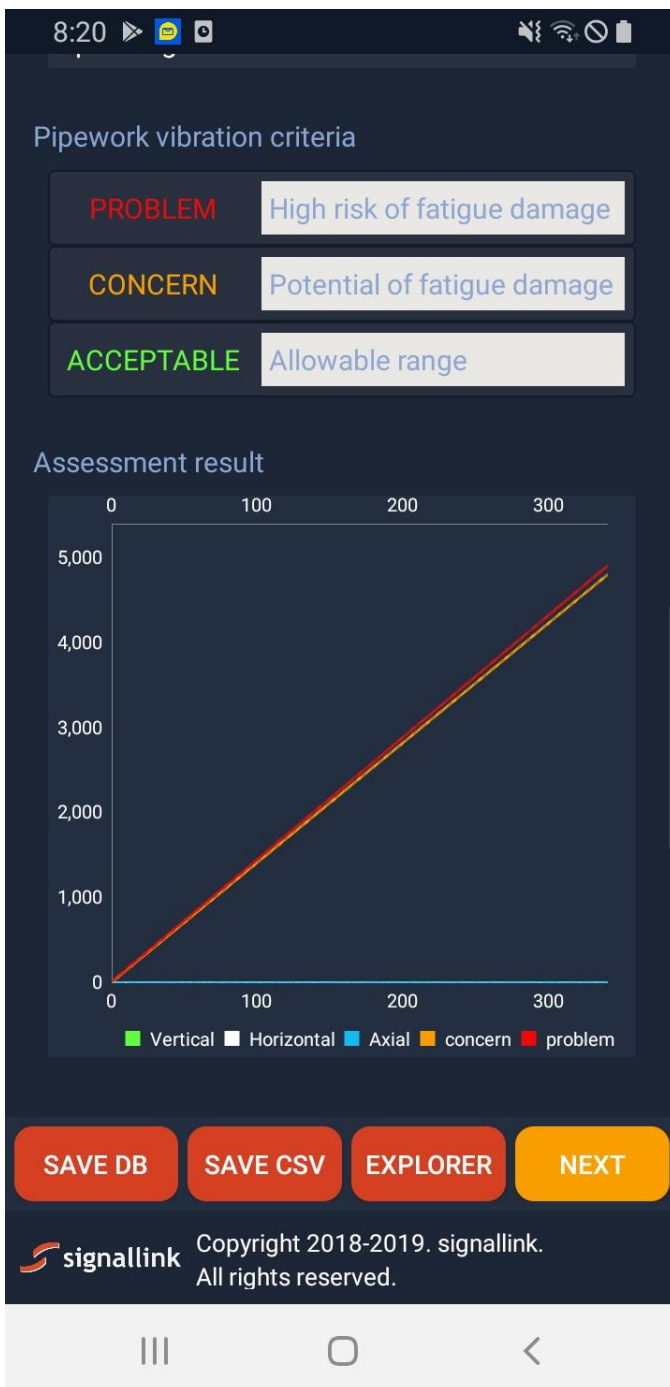 8:20
Pipework vibration criteria
PROBLEM High risk of fatigue damage
CONCERN Potential of fatigue damage
ACCEPTABLE Allowable range
Assessment result
0 100 200 300
5,000
4,000
3,000
2,000
1,000
0
0 100 200 300
Vertical Horizontal Axial concern problem
SAVE DB SAVE CSV EXPLORER NEXT
signallink
Copyright 2018-2019. signallink.
All rights reserved.